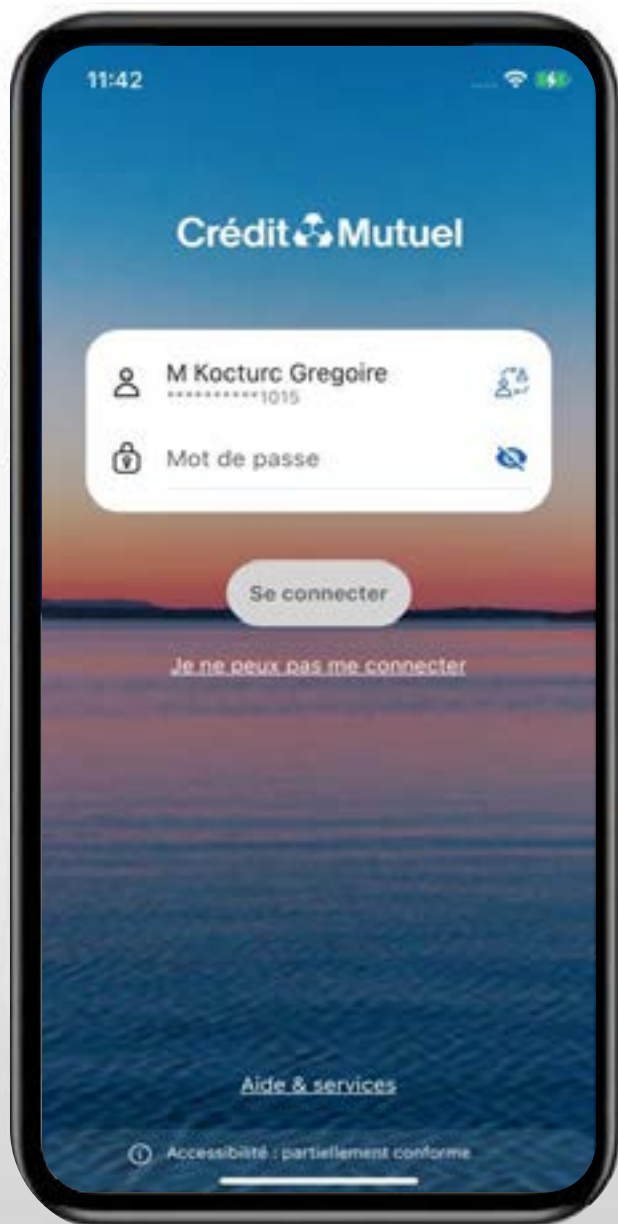 11:42
Crédit Mutuel
M Kocturc Gregoire
**********1015
Mot de passe
Se connecter
Je ne peux pas me connecter
Aide & services
Accessibilité : partiellement conforme